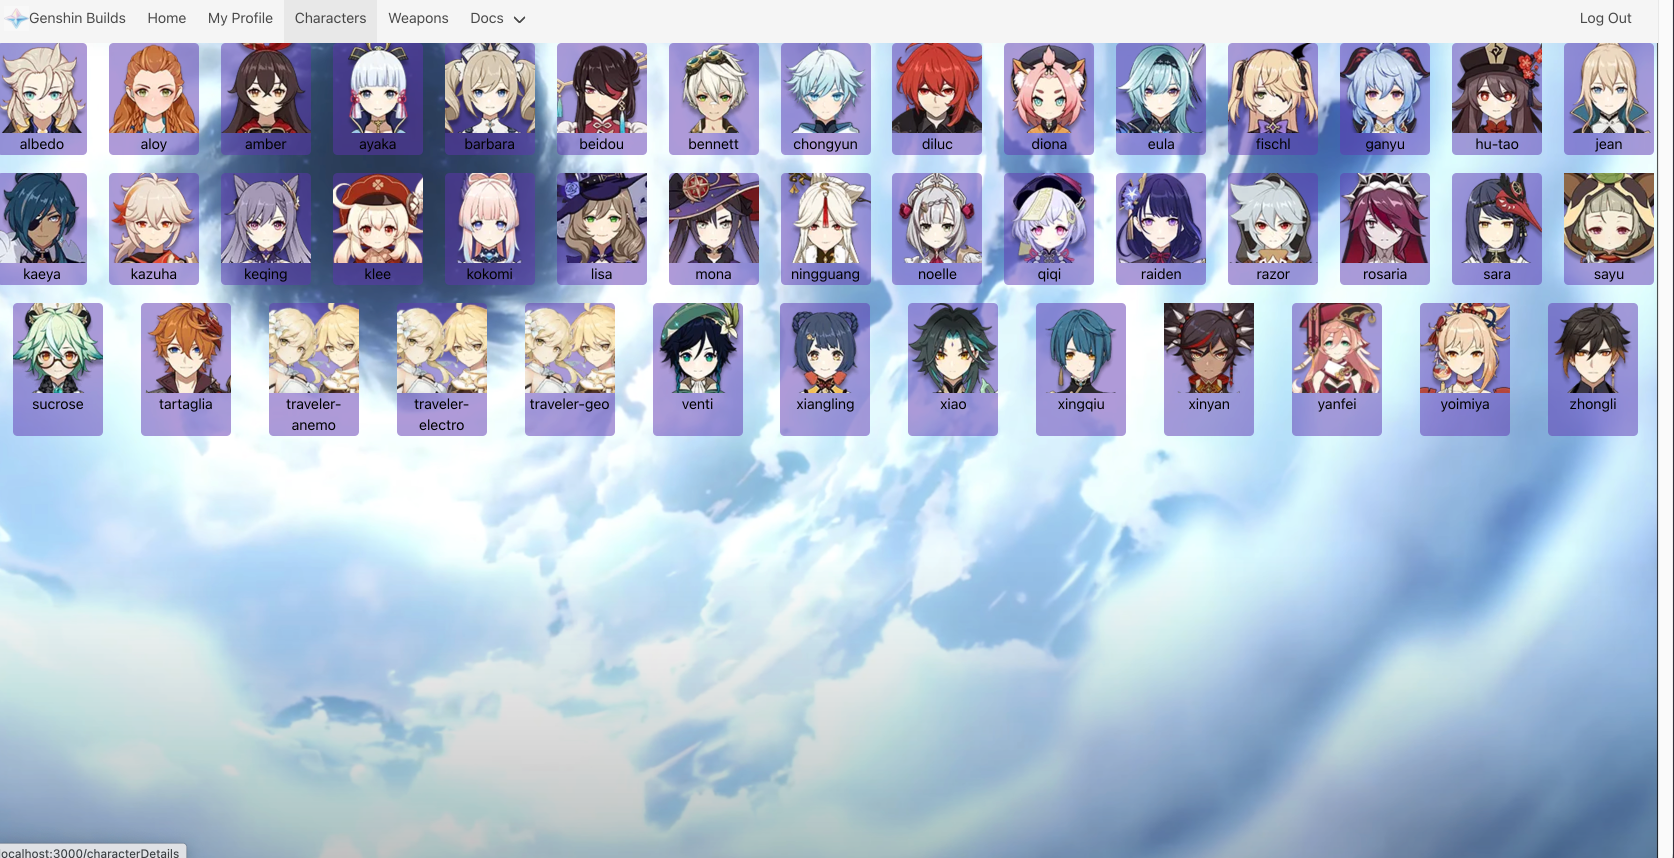 Genshin Builds Home My Profile Characters Weapons Docs Log Out
albedo aloy amber ayaka barbara beidou bennett chongyun diluc diona eula fischl ganyu hu-tao jean
kaeya kazuha keqing klee kokomi lisa mona ningguang noelle qiqi raiden razor rosaria sara sayu
sucrose tartaglia traveler- traveler- traveler-geo venti xiangling xiao xingqiu xinyan yanfei yoimiya zhongli
anemo electro
ocalhost:3000/characterDetails